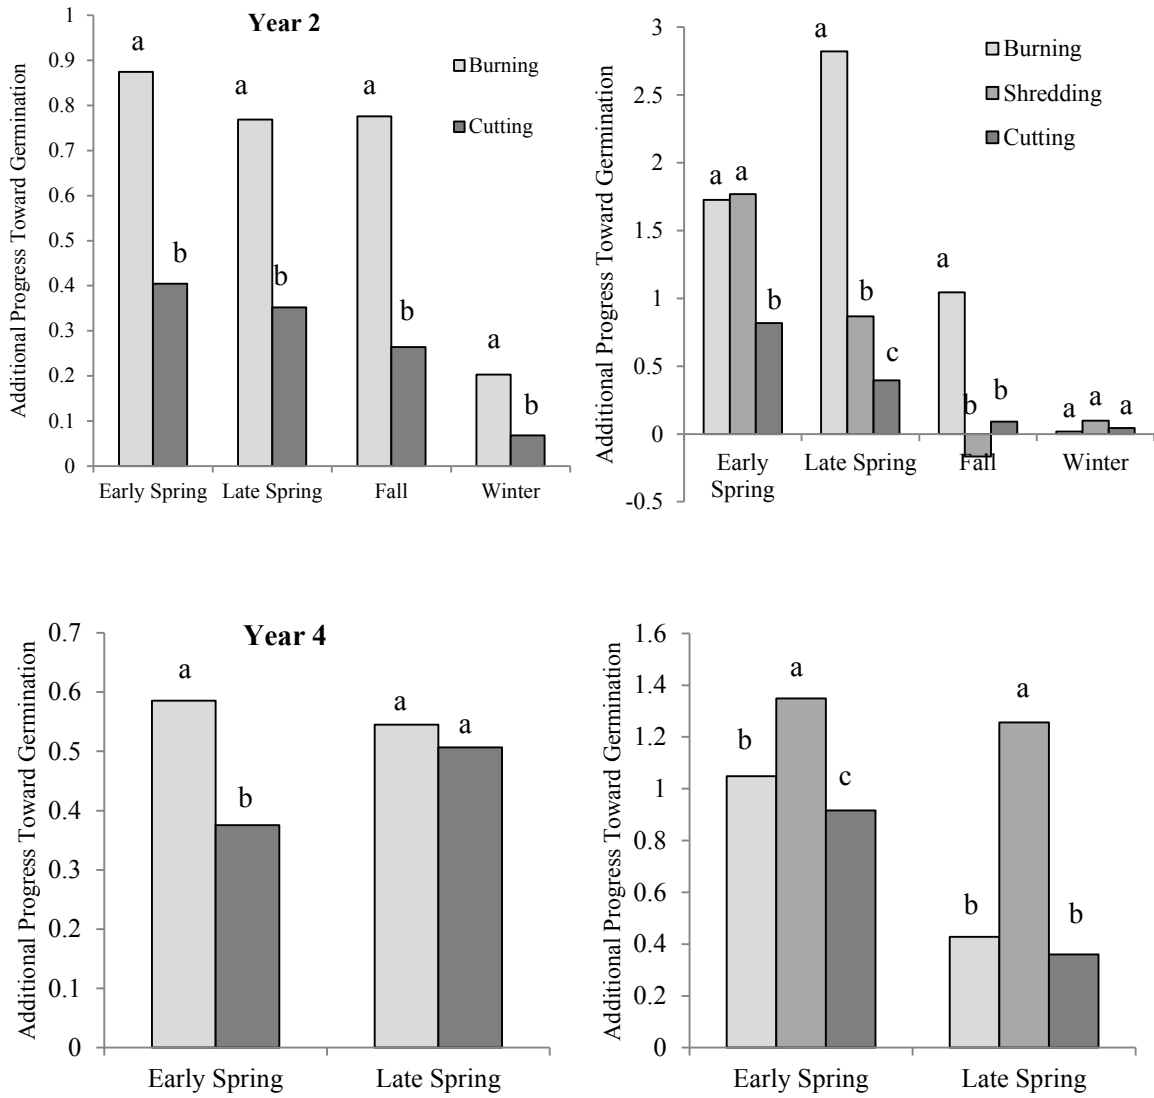 Year 2
Additional Progress Toward Germination
1
0.9
0.8
0.7
0.6
0.5
0.4
0.3
0.2
0.1
0
a
b
a
b
a
b
a
b
Burning
Cutting
Early Spring
Late Spring
Fall
Winter
Additional Progress Toward Germination
3
2.5
2
1.5
1
0.5
0
-0.5
a
a
b
a
b
c
a
b
b
a
a
a
Burning
Shredding
Cutting
Early
Spring
Late Spring
Fall
Winter
Year 4
Additional Progress Toward Germination
0.7
0.6
0.5
0.4
0.3
0.2
0.1
0
a
b
a
a
Early Spring
Late Spring
Additional Progress Toward Germination
1.6
1.4
1.2
1
0.8
0.6
0.4
0.2
0
b
a
c
b
a
b
Early Spring
Late Spring